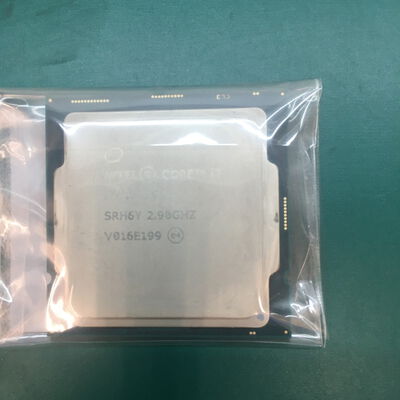 INTEL® CORE™ i7
SRH6Y 2.90GHZ
V016E199 e4